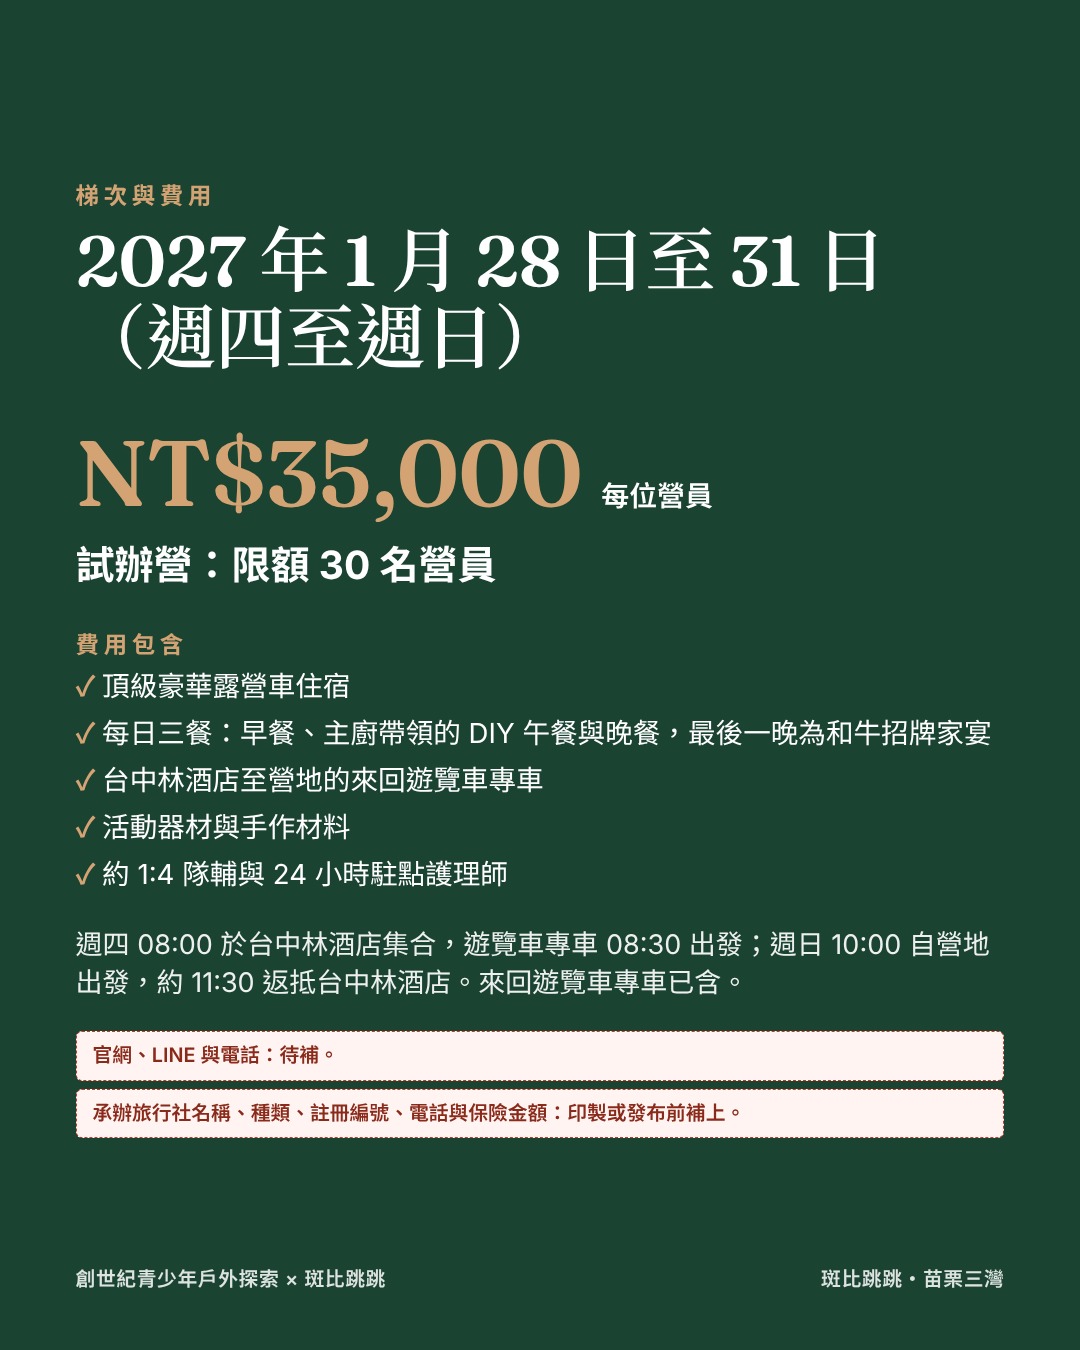 梯次與費用
2027 年 1 月 28 日至 31 日
（週四至週日）
NT$35,000 每位營員
試辦營：限額 30 名營員
費用包含
✓ 頂級豪華露營車住宿
✓ 每日三餐：早餐、主廚帶領的 DIY 午餐與晚餐，最後一晚為和牛招牌家宴
✓ 台中林酒店至營地的來回遊覽車專車
✓ 活動器材與手作材料
✓ 約 1:4 隊輔與 24 小時駐點護理師
週四 08:00 於台中林酒店集合，遊覽車專車 08:30 出發；週日 10:00 自營地
出發，約 11:30 返抵台中林酒店。來回遊覽車專車已含。
官網、LINE 與電話：待補。
承辦旅行社名稱、種類、註冊編號、電話與保險金額：印製或發布前補上。
創世紀青少年戶外探索 × 斑比跳跳
斑比跳跳・苗栗三灣